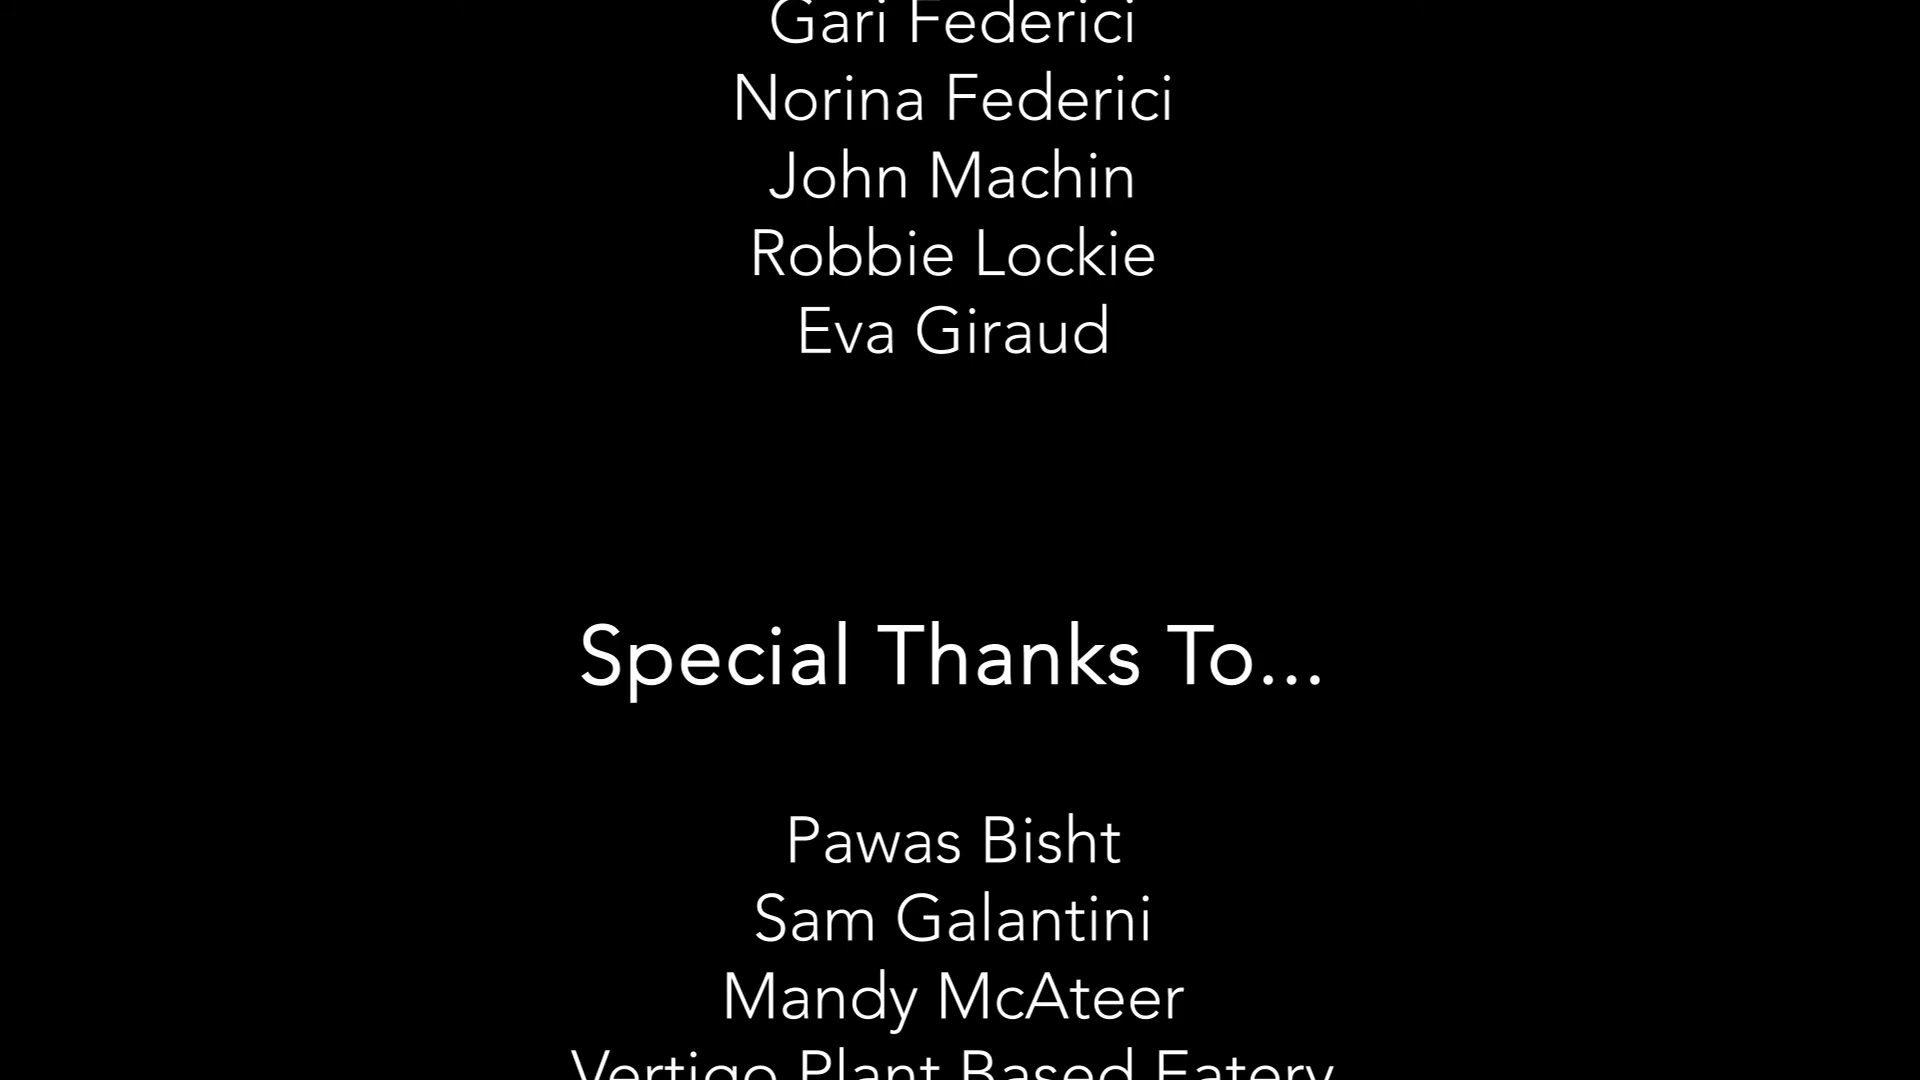 Gari Federici
Norina Federici
John Machin
Robbie Lockie
Eva Giraud
Special Thanks To...
Pawas Bisht
Sam Galantini
Mandy McAteer
Vertigo Plant Based Eatery